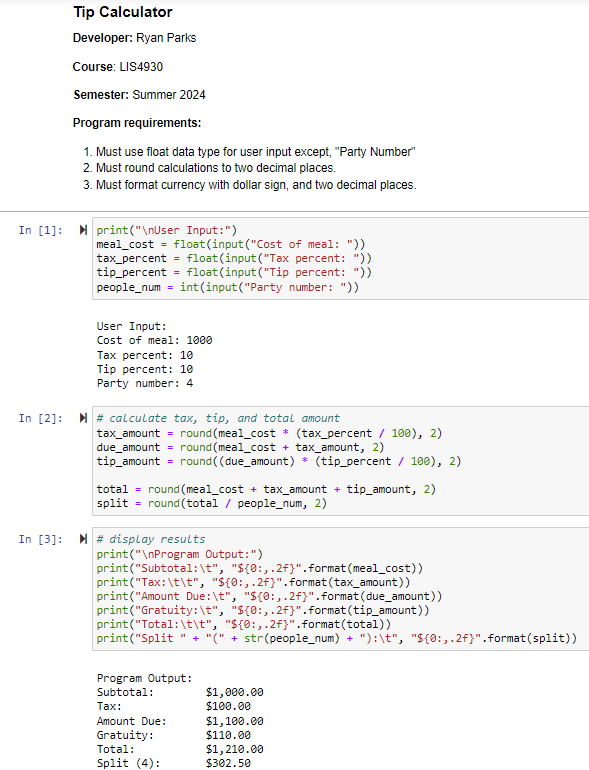 Tip Calculator
Developer: Ryan Parks
Course: LIS4930
Semester: Summer 2024
Program requirements:
1. Must use float data type for user input except, "Party Number"
2. Must round calculations to two decimal places.
3. Must format currency with dollar sign, and two decimal places.
In [1]: print("\nUser Input:")
meal_cost = float(input("Cost of meal: "))
tax_percent = float(input("Tax percent: "))
tip_percent = float(input("Tip percent: "))
people_num = int(input("Party number: "))
User Input:
Cost of meal: 1000
Tax percent: 10
Tip percent: 10
Party number: 4
In [2]: # calculate tax, tip, and total amount
tax_amount = round(meal_cost * (tax_percent / 100), 2)
due_amount = round(meal_cost + tax_amount, 2)
tip_amount = round((due_amount) * (tip_percent / 100), 2)
total = round(meal_cost + tax_amount + tip_amount, 2)
split = round(total / people_num, 2)
In [3]: # display results
print("\nProgram Output:")
print("Subtotal:\t", "${0:,.2f}".format(meal_cost))
print("Tax:\t\t", "${0:,.2f}".format(tax_amount))
print("Amount Due:\t", "${0:,.2f}".format(due_amount))
print("Gratuity:\t", "${0:,.2f}".format(tip_amount))
print("Total:\t\t", "${0:,.2f}".format(total))
print("Split " + "(" + str(people_num) + "):\t", "${0:,.2f}".format(split))
Program Output:
Subtotal: $1,000.00
Tax: $100.00
Amount Due: $1,100.00
Gratuity: $110.00
Total: $1,210.00
Split (4): $302.50